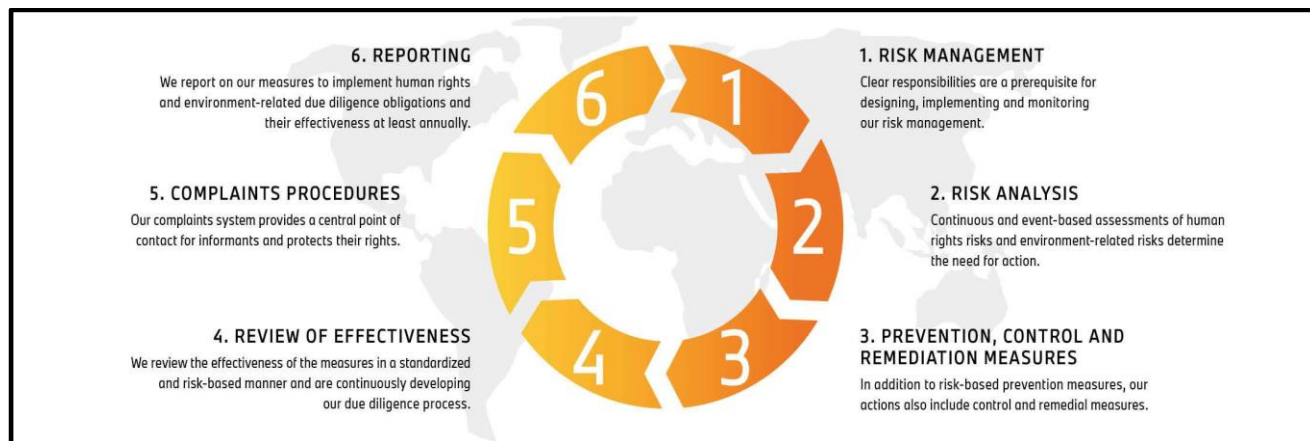 1. RISK MANAGEMENT
Clear responsibilities are a prerequisite for
designing, implementing and monitoring
our risk management.
2. RISK ANALYSIS
Continuous and event-based assessments of human
rights risks and environment-related risks determine
the need for action.
3. PREVENTION, CONTROL AND
REMEDIATION MEASURES
In addition to risk-based prevention measures, our
actions also include control and remedial measures.
4. REVIEW OF EFFECTIVENESS
We review the effectiveness of the measures in a standardized
and risk-based manner and are continuously developing
our due diligence process.
5. COMPLAINTS PROCEDURES
Our complaints system provides a central point of
contact for informants and protects their rights.
6. REPORTING
We report on our measures to implement human rights
and environment-related due diligence obligations and
their effectiveness at least annually.
1
2
3
4
5
6